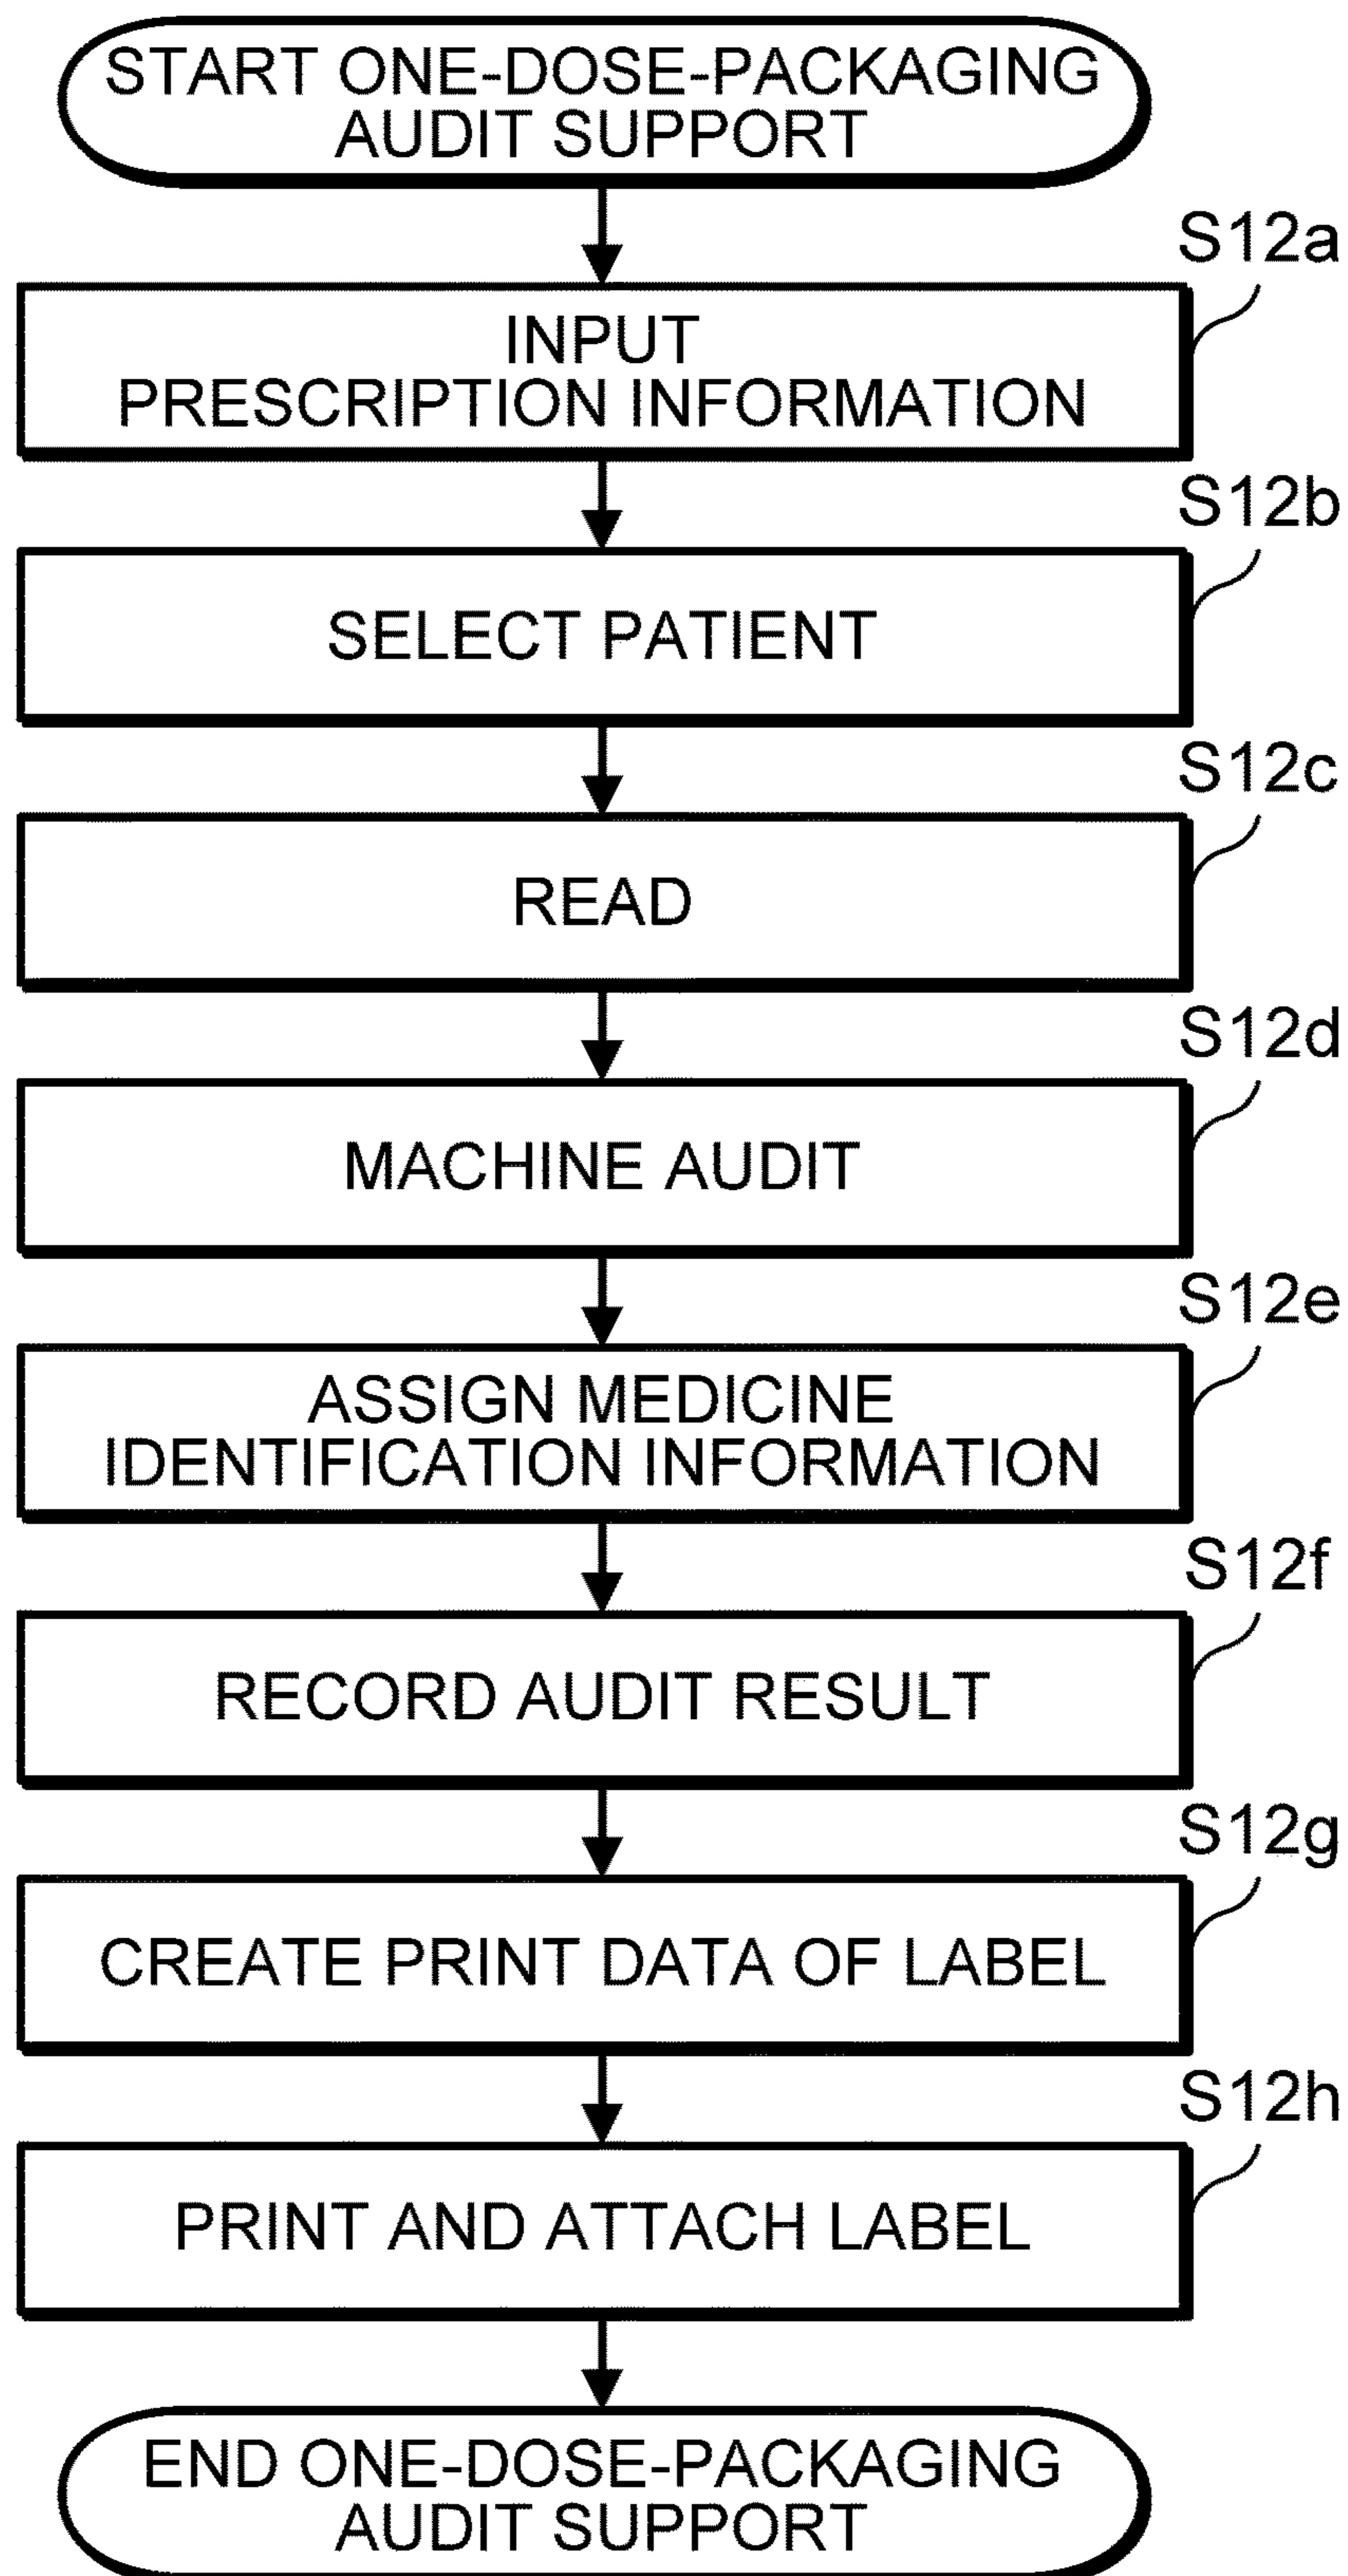 START ONE-DOSE-PACKAGING
AUDIT SUPPORT
S12a
INPUT
PRESCRIPTION INFORMATION
S12b
SELECT PATIENT
S12c
READ
S12d
MACHINE AUDIT
S12e
ASSIGN MEDICINE
IDENTIFICATION INFORMATION
S12f
RECORD AUDIT RESULT
S12g
CREATE PRINT DATA OF LABEL
S12h
PRINT AND ATTACH LABEL
END ONE-DOSE-PACKAGING
AUDIT SUPPORT